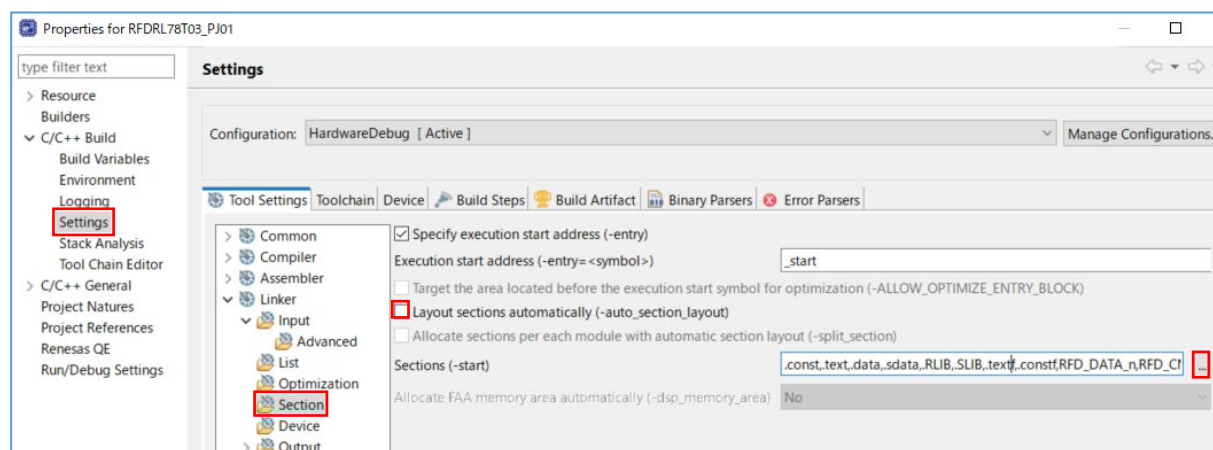 Properties for RFDRL78T03_PJ01
type filter text
Settings
Resource
Builders
C/C++ Build
Build Variables
Environment
Logging
Settings
Stack Analysis
Tool Chain Editor
C/C++ General
Project Natures
Project References
Renesas QE
Run/Debug Settings
Configuration: HardwareDebug [ Active ] Manage Configurations.
Tool Settings Toolchain Device Build Steps Build Artifact Binary Parsers Error Parsers
Common
Compiler
Assembler
Linker
Input
Advanced
List
Optimization
Section
Device
Output
Specify execution start address (-entry)
Execution start address (-entry=<symbol>) _start
Target the area located before the execution start symbol for optimization (-ALLOW_OPTIMIZE_ENTRY_BLOCK)
Layout sections automatically (-auto_section_layout)
Allocate sections per each module with automatic section layout (-split_section)
Sections (-start) .const,.text,.data,.sdata,.RLIB,.SLIB,.textf,.constf,RFD_DATA_n,RFD_ ...
Allocate FAA memory area automatically (-dsp_memory_area) No